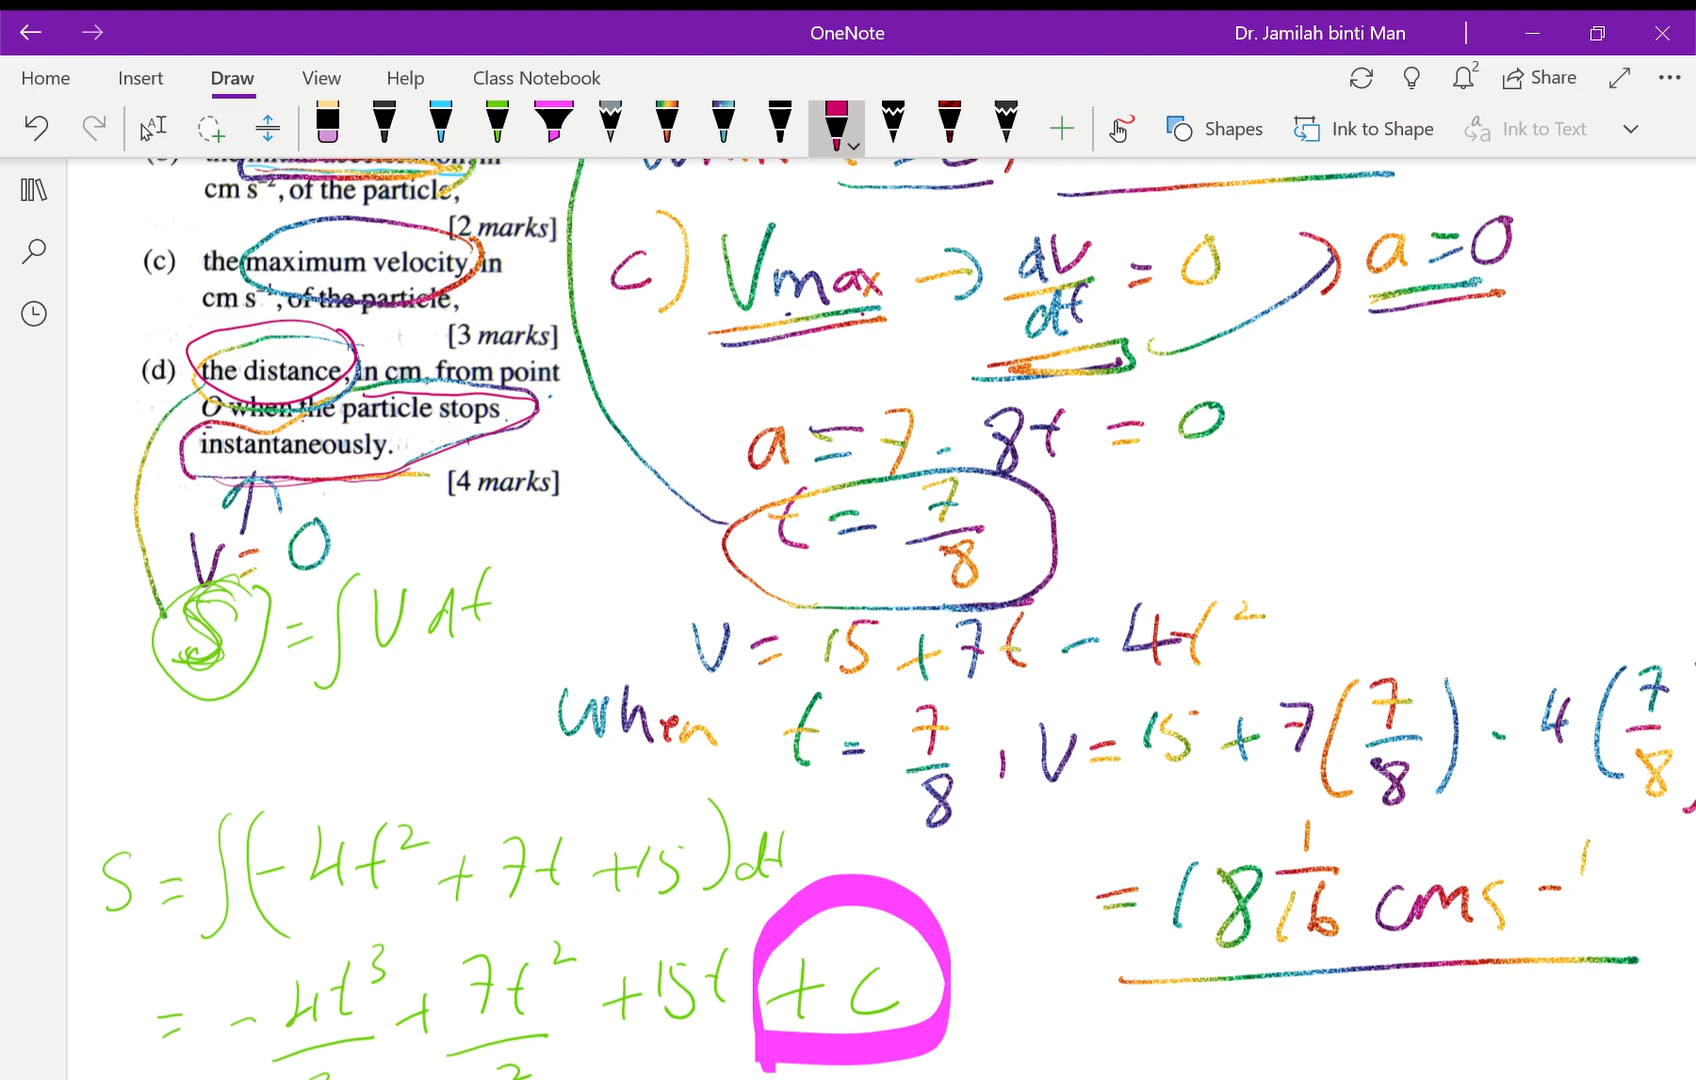 OneNote
Dr. Jamilah binti Man
Home Insert Draw View Help Class Notebook
2
Share
Shapes
Ink to Shape
Ink to Text
in
cm s⁻², of the particle,
[2 marks]
(c) the maximum velocity, in
cm s⁻¹, of the particle,
[3 marks]
(d) the distance, in cm, from point
O when the particle stops
instantaneously.
[4 marks]
v = 0
S = ∫ V dt
S = ∫(-4t² + 7t + 15) dt
= - 4t³ + 7t²/2 + 15t + c
c) Vmax → dv/dt = 0 → a = 0
a = 7 - 8t = 0
t = 7/8
v = 15 + 7t - 4t²
when t = 7/8, V = 15 + 7(7/8) - 4(7/8
= 18 1/16 cms⁻¹